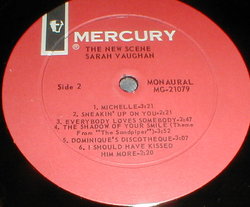 MERCURY
®
THE NEW SCENE
SARAH VAUGHAN
Side 2
MONAURAL
MG-21079
1. MICHELLE-3:21
2. SNEAKIN' UP ON YOU-2:21
3. EVERYBODY LOVES SOMEBODY-2:47
4. THE SHADOW OF YOUR SMILE (Theme
From "The Sandpiper")-3:52
5. DOMINIQUE'S DISCOTHEQUE-3:07
6. I SHOULD HAVE KISSED
HIM MORE-3:20